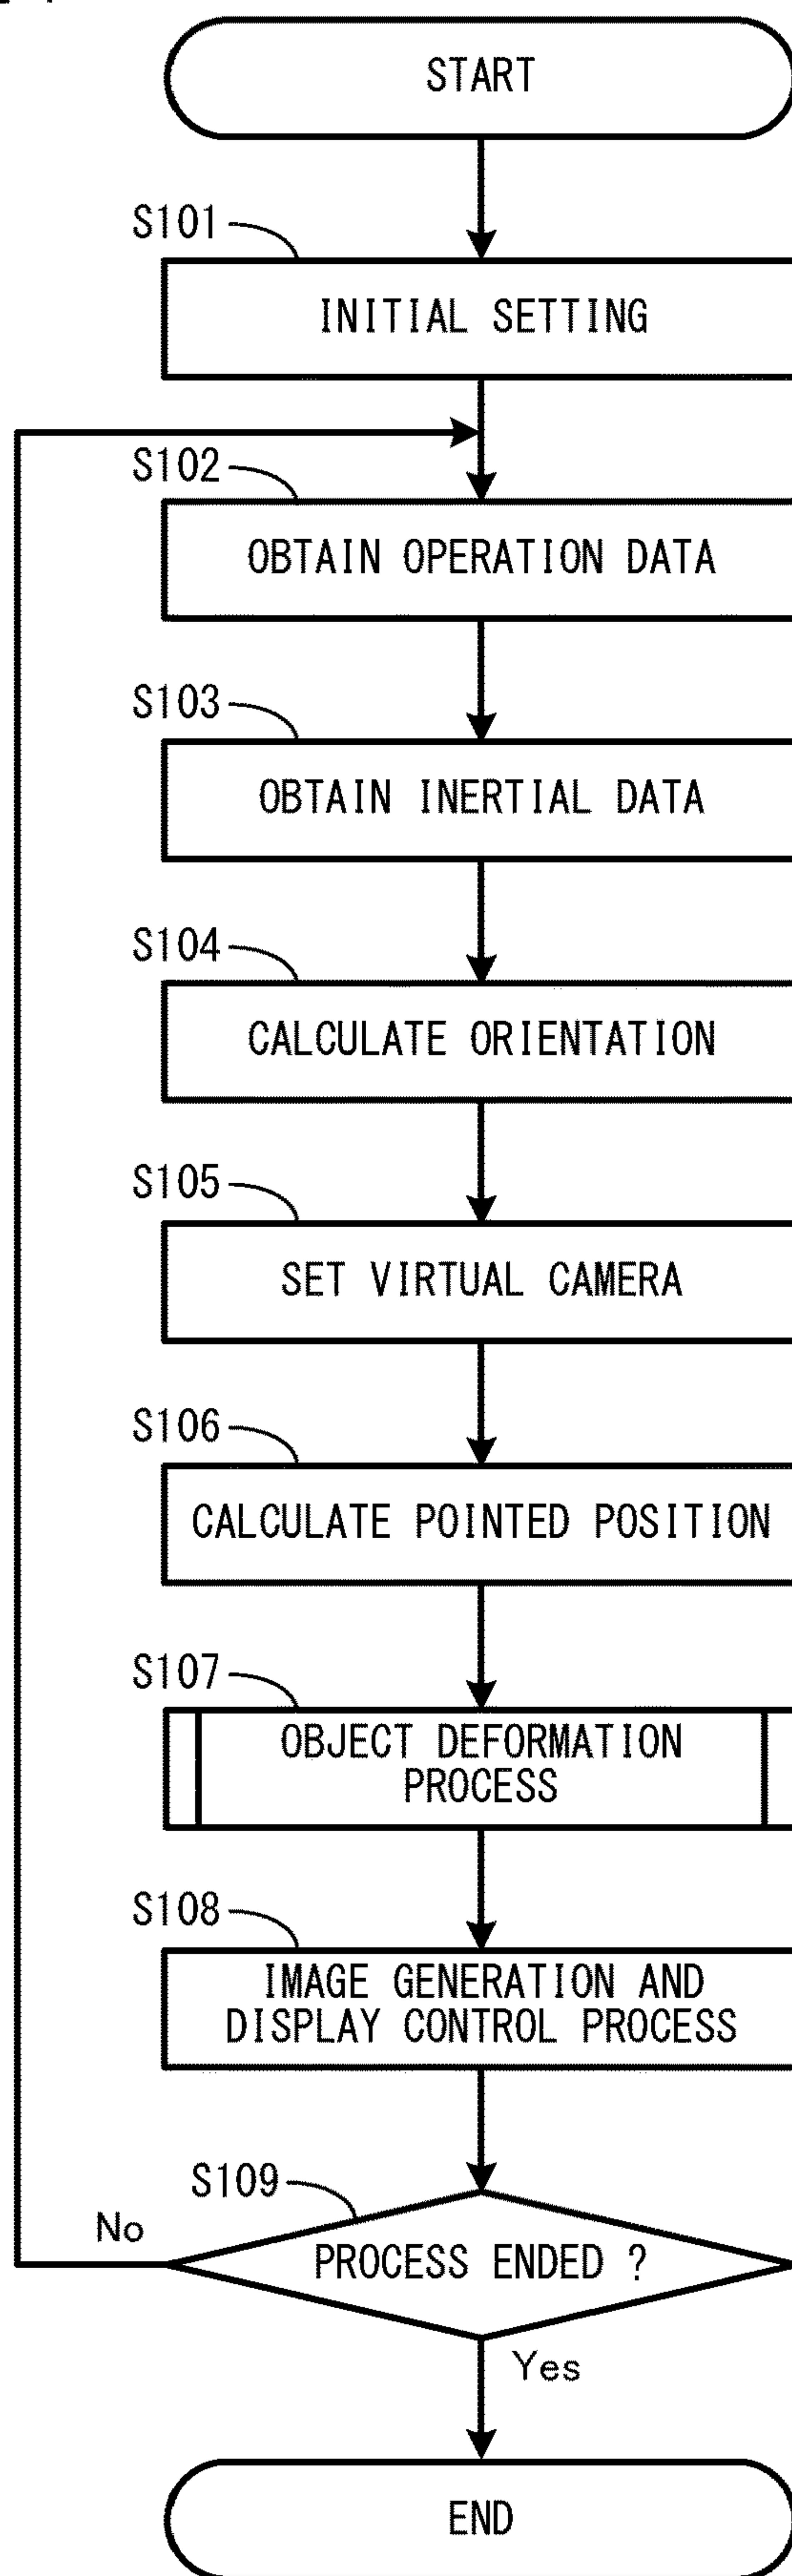 START
S101
INITIAL SETTING
S102
OBTAIN OPERATION DATA
S103
OBTAIN INERTIAL DATA
S104
CALCULATE ORIENTATION
S105
SET VIRTUAL CAMERA
S106
CALCULATE POINTED POSITION
S107
OBJECT DEFORMATION
PROCESS
S108
IMAGE GENERATION AND
DISPLAY CONTROL PROCESS
S109
No
PROCESS ENDED ?
Yes
END